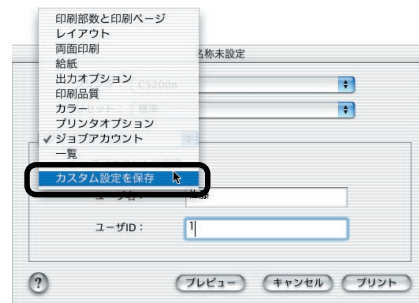 印刷部数と印刷ページ
レイアウト
両面印刷
給紙
出力オプション
印刷品質
カラー
プリンタオプション
✓ジョブアカウント
一覧
カスタム設定を保存
名称未設定
C5200n
ユーザID：
1
?
プレビュー
キャンセル
プリント